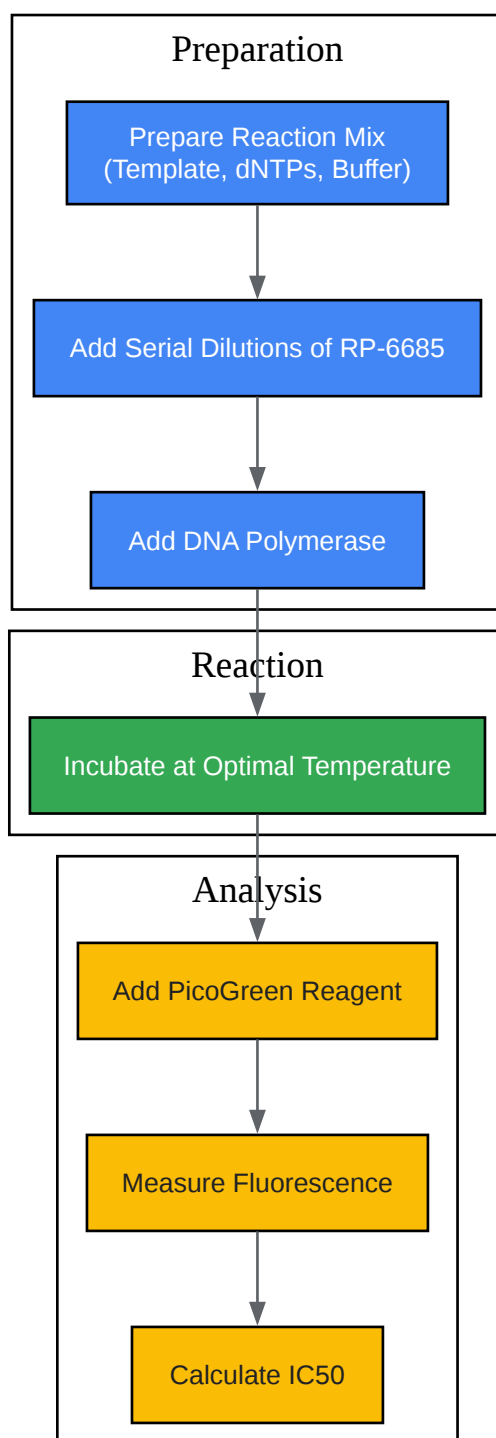 Preparation
Prepare Reaction Mix
(Template, dNTPs, Buffer)
Add Serial Dilutions of RP-6685
Add DNA Polymerase
Reaction
Incubate at Optimal Temperature
Analysis
Add PicoGreen Reagent
Measure Fluorescence
Calculate IC50